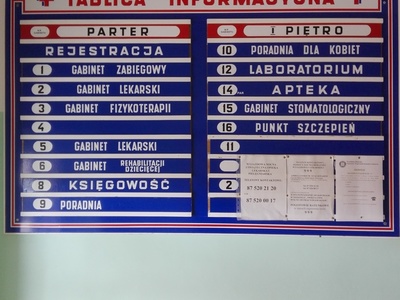 TABLICA INFORMACYJNA
PARTER
REJESTRACJA
1 GABINET ZABIEGOWY
2 GABINET LEKARSKI
3 GABINET FIZYKOTERAPII
4
5 GABINET LEKARSKI
6 GABINET REHABILITACJI DZIECIĘCEJ
8 KSIĘGOWOŚĆ
9 PORADNIA
I PIĘTRO
10 PORADNIA DLA KOBIET
12 LABORATORIUM
14 APTEKA
15 GABINET STOMATOLOGICZNY
16 PUNKT SZCZEPIEŃ
11
2
87 520 21 20
87 520 00 17